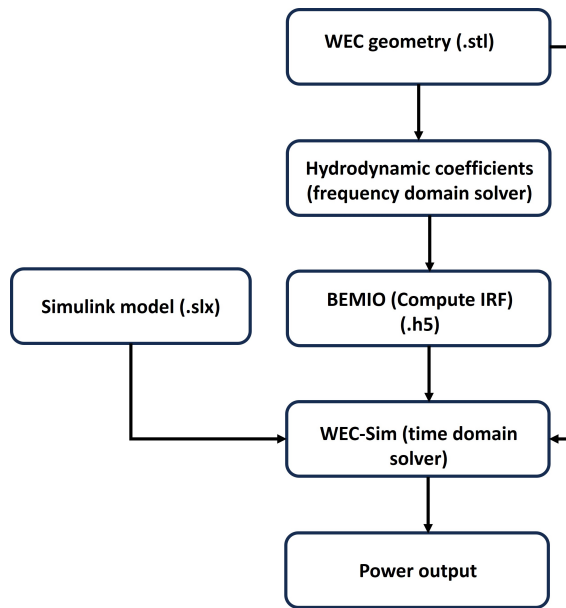 WEC geometry (.stl)
Hydrodynamic coefficients
(frequency domain solver)
Simulink model (.slx)
BEMIO (Compute IRF)
(.h5)
WEC-Sim (time domain
solver)
Power output